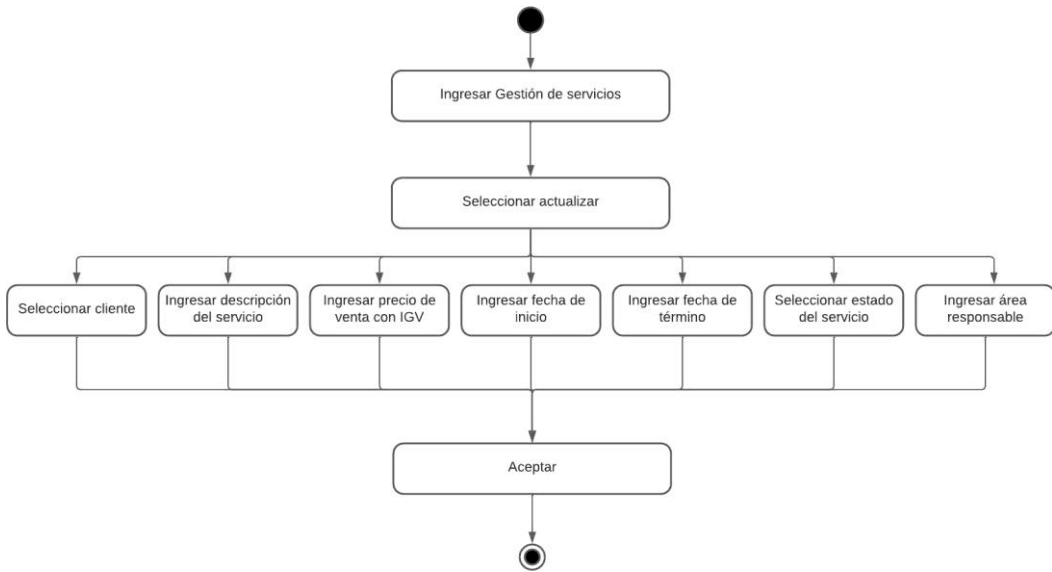 Ingresar Gestión de servicios
Seleccionar actualizar
Seleccionar cliente
Ingresar descripción
del servicio
Ingresar precio de
venta con IGV
Ingresar fecha de
inicio
Ingresar fecha de
término
Seleccionar estado
del servicio
Ingresar área
responsable
Aceptar